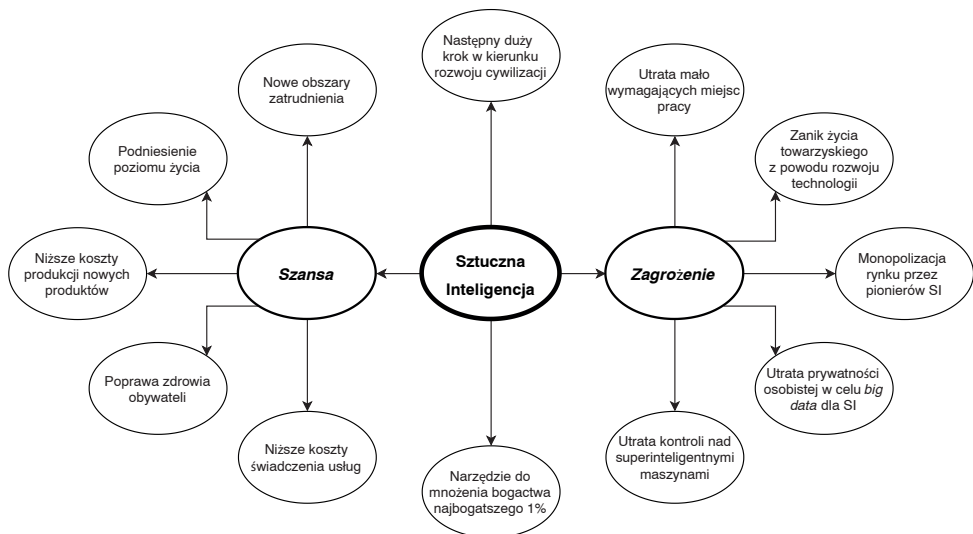 Następny duży
krok w kierunku
rozwoju cywilizacji
Nowe obszary
zatrudnienia
Utrata mało
wymagających miejsc
pracy
Podniesienie
poziomu życia
Zanik życia
towarzyskiego
z powodu rozwoju
technologii
Niższe koszty
produkcji nowych
produktów
Szansa
Sztuczna
Inteligencja
Zagrożenie
Monopolizacja
rynku przez
pionierów SI
Poprawa zdrowia
obywateli
Utrata prywatności
osobistej w celu big
data dla SI
Niższe koszty
świadczenia usług
Narzędzie do
mnożenia bogactwa
najbogatszego 1%
Utrata kontroli nad
superinteligentnymi
maszynami